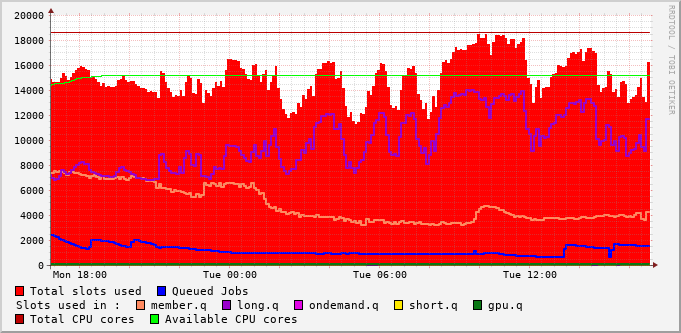 20000
18000
16000
14000
12000
10000
8000
6000
4000
2000
0
Mon 18:00 Tue 00:00 Tue 06:00 Tue 12:00
RRDTOOL / TOBI OETIKER
Total slots used Queued Jobs
Slots used in : member.q long.q ondemand.q short.q gpu.q
Total CPU cores Available CPU cores